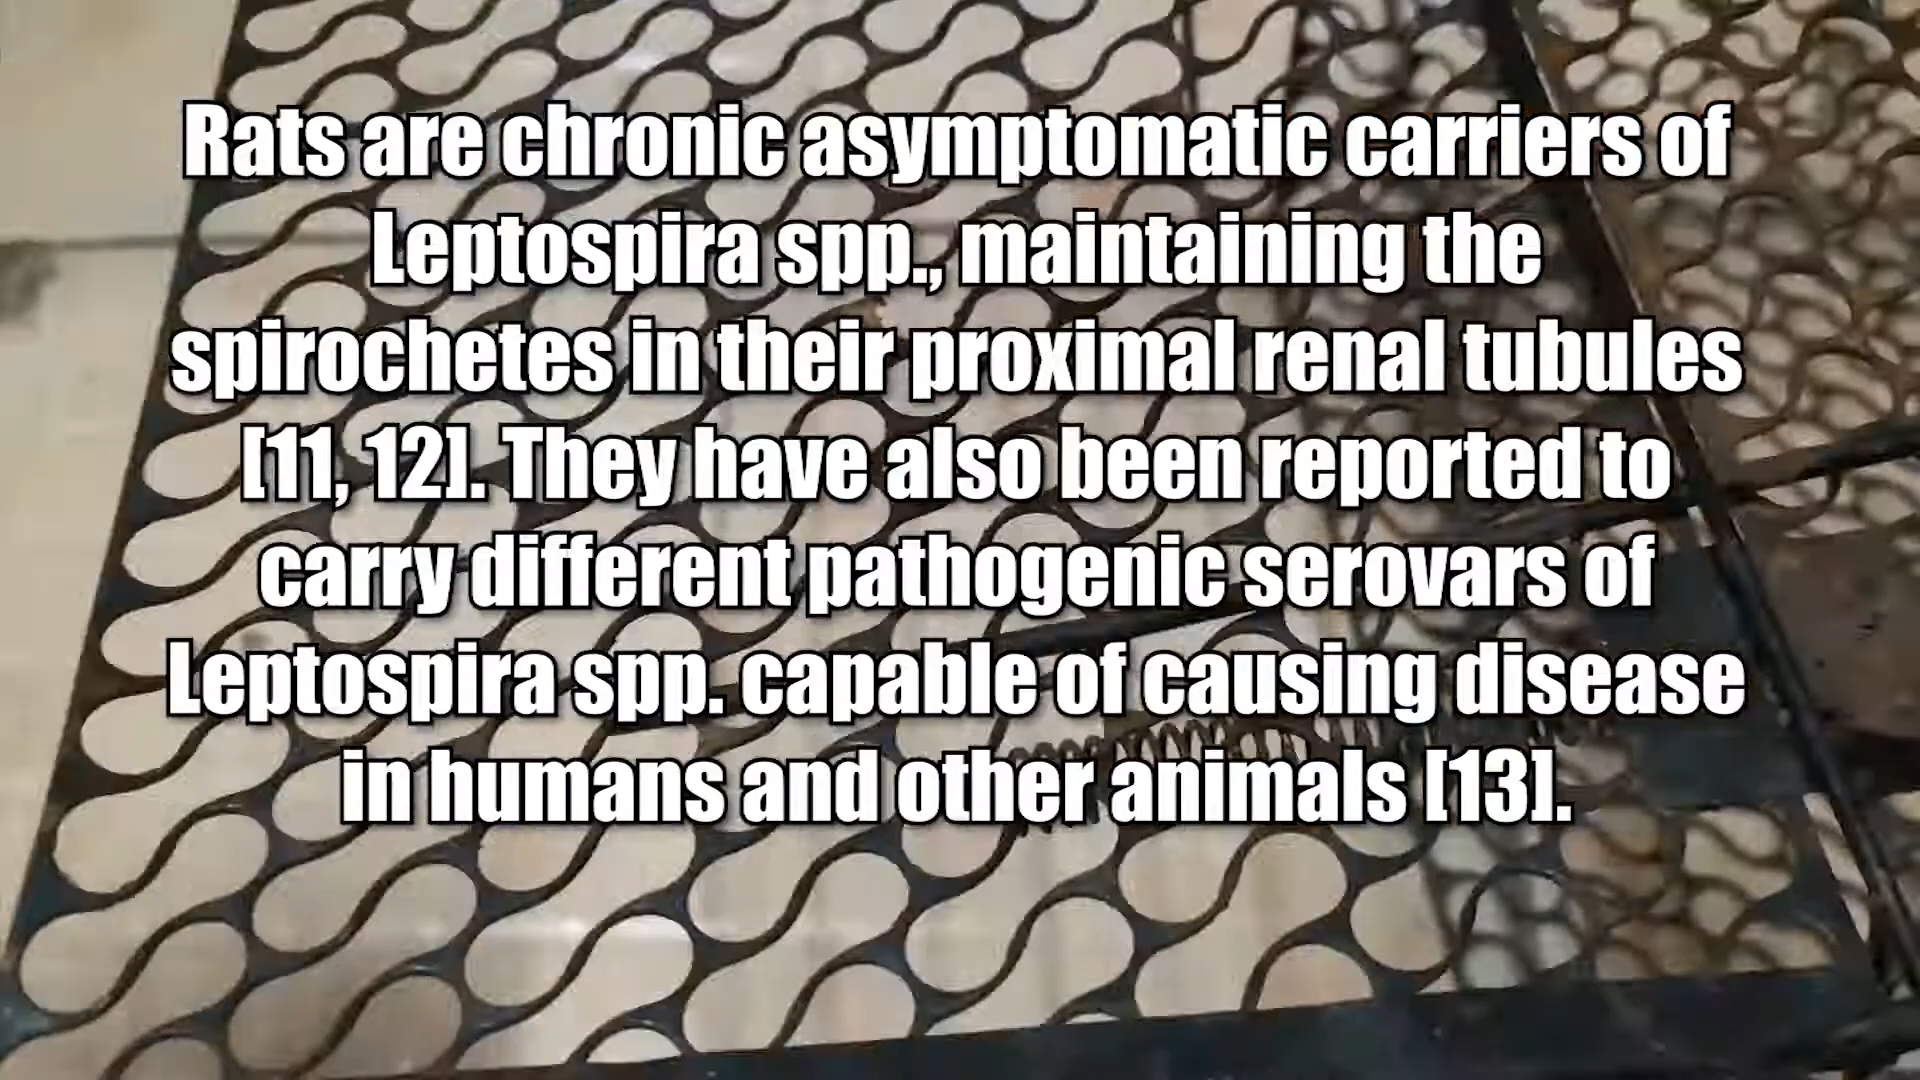 Rats are chronic asymptomatic carriers of
Leptospira spp., maintaining the
spirochetes in their proximal renal tubules
[11, 12]. They have also been reported to
carry different pathogenic serovars of
Leptospira spp. capable of causing disease
in humans and other animals [13].